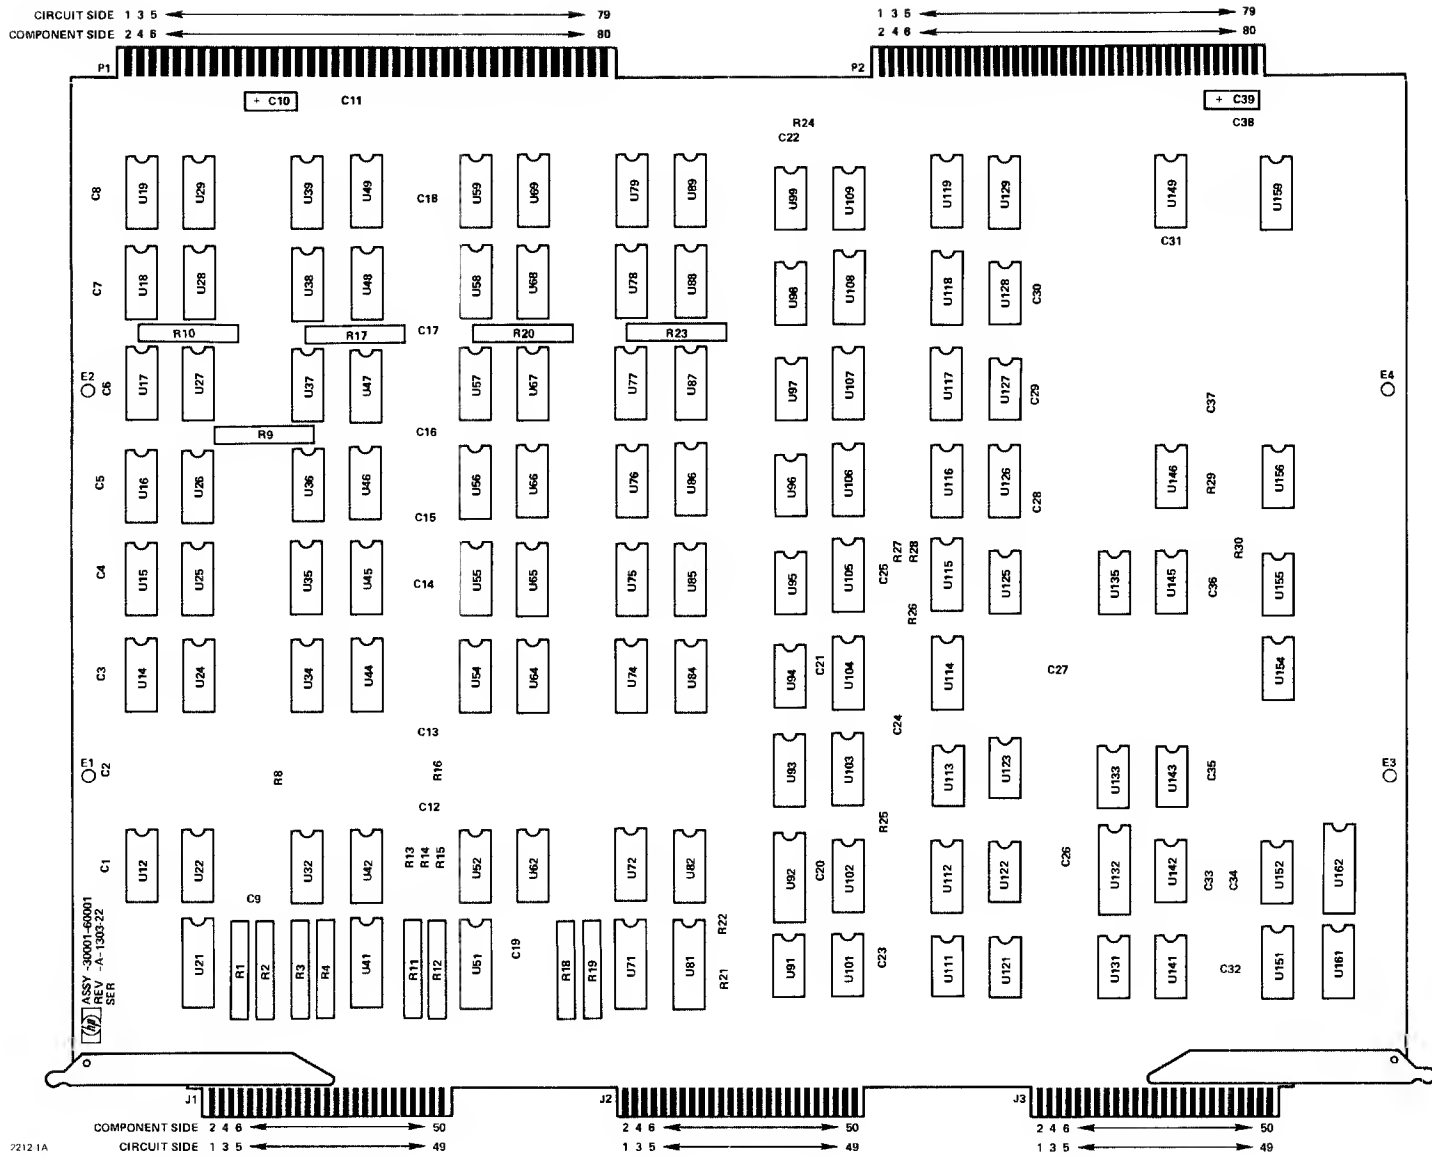 CIRCUIT SIDE 1 3 5 79
COMPONENT SIDE 2 4 6 80
1 3 5 79
2 4 6 80
P1
P2
+ C10
C11
+ C39
C38
R24
C22
C8
U19
U29
U39
U49
C18
U59
U69
U79
U89
U99
U109
U119
U129
U149
U159
C31
C7
U18
U28
U38
U48
U58
U68
U78
U88
U98
U108
U118
U128
C30
R10
R17
C17
R20
R23
E2
C6
U17
U27
U37
U47
U57
U67
U77
U87
U97
U107
U117
U127
C29
C37
E4
R9
C16
C5
U16
U26
U36
U46
C15
U56
U66
U76
U86
U96
U106
U116
U126
C28
U146
R29
U156
C4
U15
U25
U35
U45
C14
U55
U65
U75
U85
U95
U105
C25
R27
R28
R26
U115
U125
U135
U145
C36
R30
U155
C3
U14
U24
U34
U44
U54
U64
U74
U84
U94
C21
U104
U114
C27
U154
C13
C24
E1
C2
R8
R16
U93
U103
U113
U123
U133
U143
C35
E3
C12
R25
C1
U12
U22
U32
U42
R13
R14
R15
U52
U62
U72
U82
U92
C20
U102
U112
U122
C26
U132
U142
C33
C34
U152
U162
C9
hp
ASSY -30001-60001
REV -A-1303-22
SER
U21
R1
R2
R3
R4
U41
R11
R12
U51
C19
R18
R19
U71
U81
R22
R21
U91
U101
C23
U111
U121
U131
U141
C32
U151
U161
J1
J2
J3
COMPONENT SIDE 2 4 6 50
CIRCUIT SIDE 1 3 5 49
2 4 6 50
1 3 5 49
2 4 6 50
1 3 5 49
2212-1A